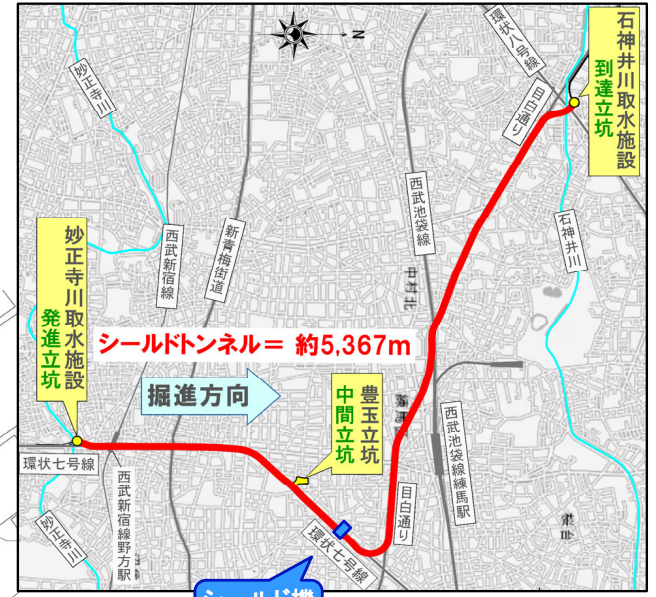 石神井川取水施設
到達立坑
環状八号線
目白通り
N
妙正寺川
西武新宿線
新青梅街道
西武池袋線
中村北
石神井川
妙正寺川取水施設
発進立坑
シールドトンネル= 約5,367m
掘進方向
豊玉立坑
中間立坑
西武池袋線練馬駅
環状七号線
西武新宿線野方駅
目白通り
環状七号線
妙正寺川
シールド機